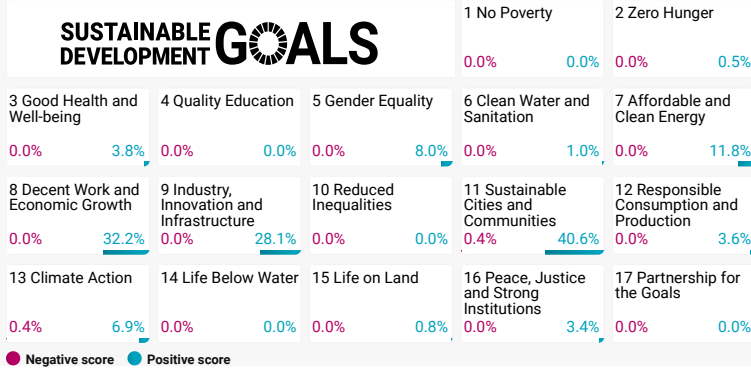 SUSTAINABLE
DEVELOPMENT GOALS
1 No Poverty
0.0% 0.0%
2 Zero Hunger
0.0% 0.5%
3 Good Health and
Well-being
0.0% 3.8%
4 Quality Education
0.0% 0.0%
5 Gender Equality
0.0% 8.0%
6 Clean Water and
Sanitation
0.0% 1.0%
7 Affordable and
Clean Energy
0.0% 11.8%
8 Decent Work and
Economic Growth
0.0% 32.2%
9 Industry,
Innovation and
Infrastructure
0.0% 28.1%
10 Reduced
Inequalities
0.0% 0.0%
11 Sustainable
Cities and
Communities
0.4% 40.6%
12 Responsible
Consumption and
Production
0.0% 3.6%
13 Climate Action
0.4% 6.9%
14 Life Below Water
0.0% 0.0%
15 Life on Land
0.0% 0.8%
16 Peace, Justice
and Strong
Institutions
0.0% 3.4%
17 Partnership for
the Goals
0.0% 0.0%
Negative score Positive score